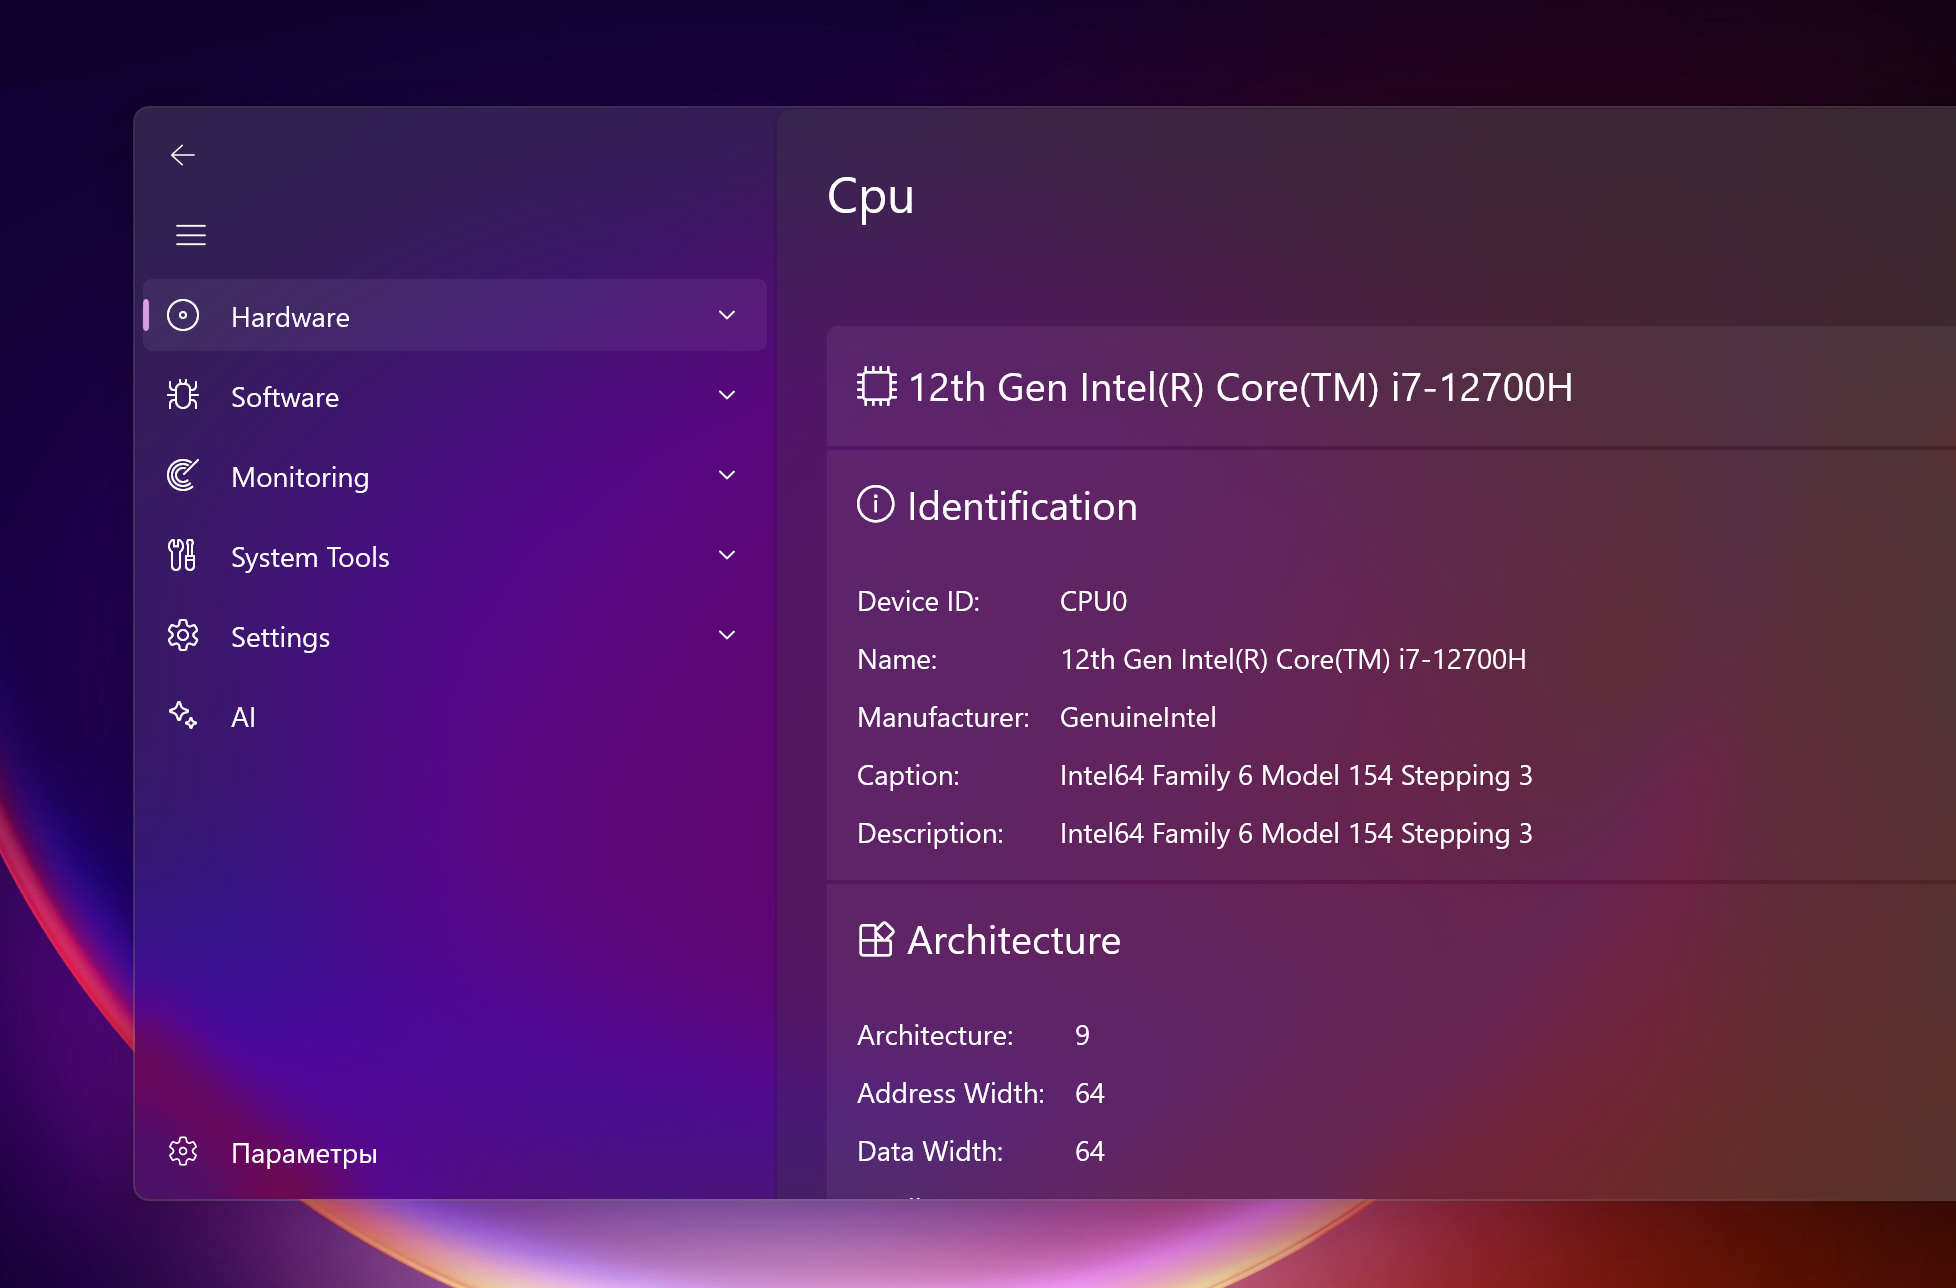 Hardware
Software
Monitoring
System Tools
Settings
AI
Параметры
Cpu
12th Gen Intel(R) Core(TM) i7-12700H
Identification
Device ID: CPU0
Name: 12th Gen Intel(R) Core(TM) i7-12700H
Manufacturer: GenuineIntel
Caption: Intel64 Family 6 Model 154 Stepping 3
Description: Intel64 Family 6 Model 154 Stepping 3
Architecture
Architecture: 9
Address Width: 64
Data Width: 64